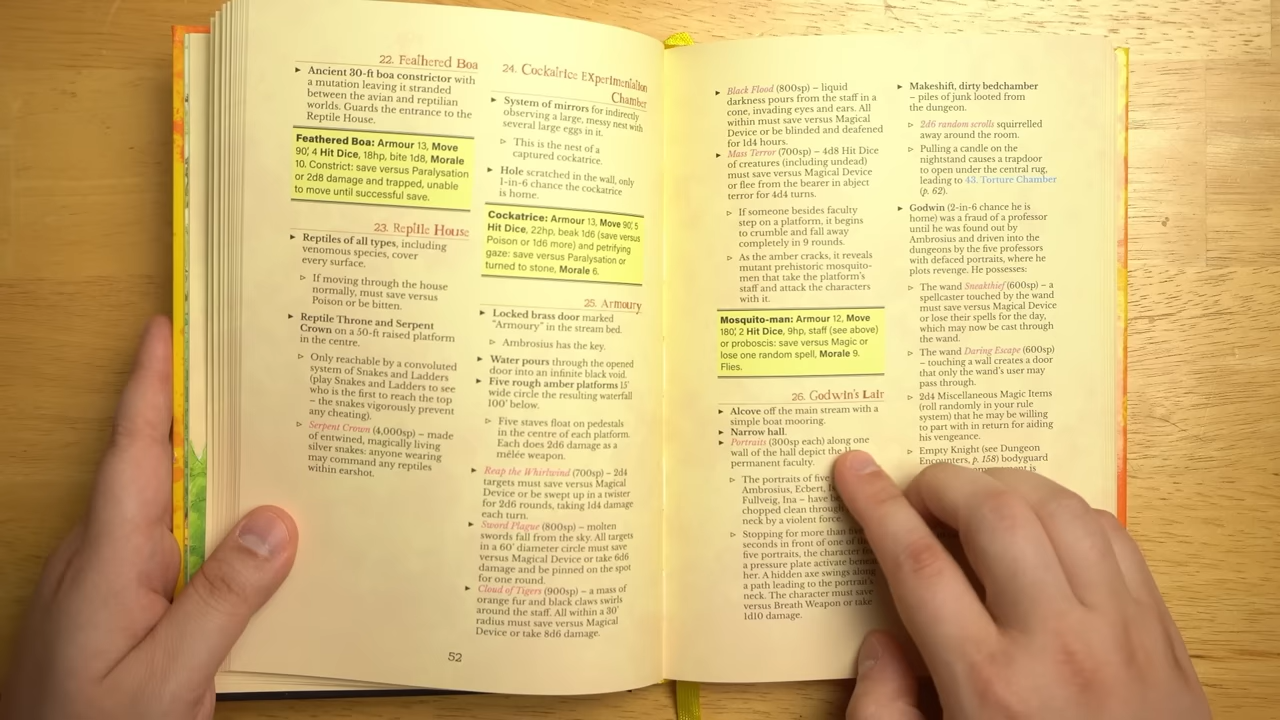 22. Feathered Boa
► Ancient 30-ft boa constrictor with
a mutation leaving it stranded
between the avian and reptilian
worlds. Guards the entrance to the
Reptile House.
Feathered Boa: Armour 13, Move
90', 4 Hit Dice, 18hp, bite 1d8, Morale
10. Constrict: save versus Paralysation
or 2d8 damage and trapped, unable
to move until successful save.
23. Reptile House
► Reptiles of all types, including
venomous species, cover
every surface.
▷ If moving through the house
normally, must save versus
Poison or be bitten.
► Reptile Throne and Serpent
Crown on a 50-ft raised platform
in the centre.
▷ Only reachable by a convoluted
system of Snakes and Ladders
(play Snakes and Ladders to see
who is the first to reach the top
– the snakes vigorously prevent
any cheating).
▷ Serpent Crown (4,000sp) – made
of entwined, magically living
silver snakes: anyone wearing
may command any reptiles
within earshot.
24. Cockatrice Experimentation
Chamber
► System of mirrors for indirectly
observing a large, messy nest with
several large eggs in it.
▷ This is the nest of a
captured cockatrice.
► Hole scratched in the wall, only
1-in-6 chance the cockatrice
is home.
Cockatrice: Armour 13, Move 90', 5
Hit Dice, 22hp, beak 1d6 (save versus
Poison or 1d6 more) and petrifying
gaze: save versus Paralysation or
turned to stone, Morale 6.
25. Armoury
► Locked brass door marked
“Armoury” in the stream bed.
▷ Ambrosius has the key.
► Water pours through the opened
door into an infinite black void.
► Five rough amber platforms 15'
wide circle the resulting waterfall
100' below.
▷ Five staves float on pedestals
in the centre of each platform.
Each does 2d6 damage as a
mêlée weapon.
► Reap the Whirlwind (700sp) – 2d4
targets must save versus Magical
Device or be swept up in a twister
for 2d6 rounds, taking 1d4 damage
each turn.
► Sword Plague (800sp) – molten
swords fall from the sky. All targets
in a 60' diameter circle must save
versus Magical Device or take 6d6
damage and be pinned on the spot
for one round.
► Cloud of Tigers (900sp) – a mass of
orange fur and black claws swirls
around the staff. All within a 30'
radius must save versus Magical
Device or take 8d6 damage.
52
► Black Flood (800sp) – liquid
darkness pours from the staff in a
cone, invading eyes and ears. All
within must save versus Magical
Device or be blinded and deafened
for 1d4 hours.
► Mass Terror (700sp) – 4d8 Hit Dice
of creatures (including undead)
must save versus Magical Device
or flee from the bearer in abject
terror for 4d4 turns.
▷ If someone besides faculty
step on a platform, it begins
to crumble and fall away
completely in 9 rounds.
▷ As the amber cracks, it reveals
mutant prehistoric mosquito-
men that take the platform's
staff and attack the characters
with it.
Mosquito-man: Armour 12, Move
180', 2 Hit Dice, 9hp, staff (see above)
or proboscis: save versus Magic or
lose one random spell, Morale 9.
Flies.
26. Godwin's Lair
► Alcove off the main stream with a
simple boat mooring.
► Narrow hall.
► Portraits (300sp each) along one
wall of the hall depict the
permanent faculty.
▷ The portraits of five
Ambrosius, Ecbert,
Fullveig, Ina – have
chopped clean through
neck by a violent force.
▷ Stopping for more than five
seconds in front of one of the
five portraits, the character
a pressure plate activate beneath
her. A hidden axe swings along
a path leading to the portrait's
neck. The character must save
versus Breath Weapon or take
1d10 damage.
► Makeshift, dirty bedchamber
– piles of junk looted from
the dungeon.
▷ 2d6 random scrolls squirrelled
away around the room.
▷ Pulling a candle on the
nightstand causes a trapdoor
to open under the central rug,
leading to 43. Torture Chamber
(p. 62).
► Godwin (2-in-6 chance he is
home) was a fraud of a professor
until he was found out by
Ambrosius and driven into the
dungeons by the five professors
with defaced portraits, where he
plots revenge. He possesses:
▷ The wand Sneakthief (600sp) – a
spellcaster touched by the wand
must save versus Magical Device
or lose their spells for the day,
which may now be cast through
the wand.
▷ The wand Daring Escape (600sp)
– touching a wall creates a door
that only the wand's user may
pass through.
▷ 2d4 Miscellaneous Magic Items
(roll randomly in your rule
system) that he may be willing
to part with in return for aiding
his vengeance.
▷ Empty Knight (see Dungeon
Encounters, p. 158) bodyguard